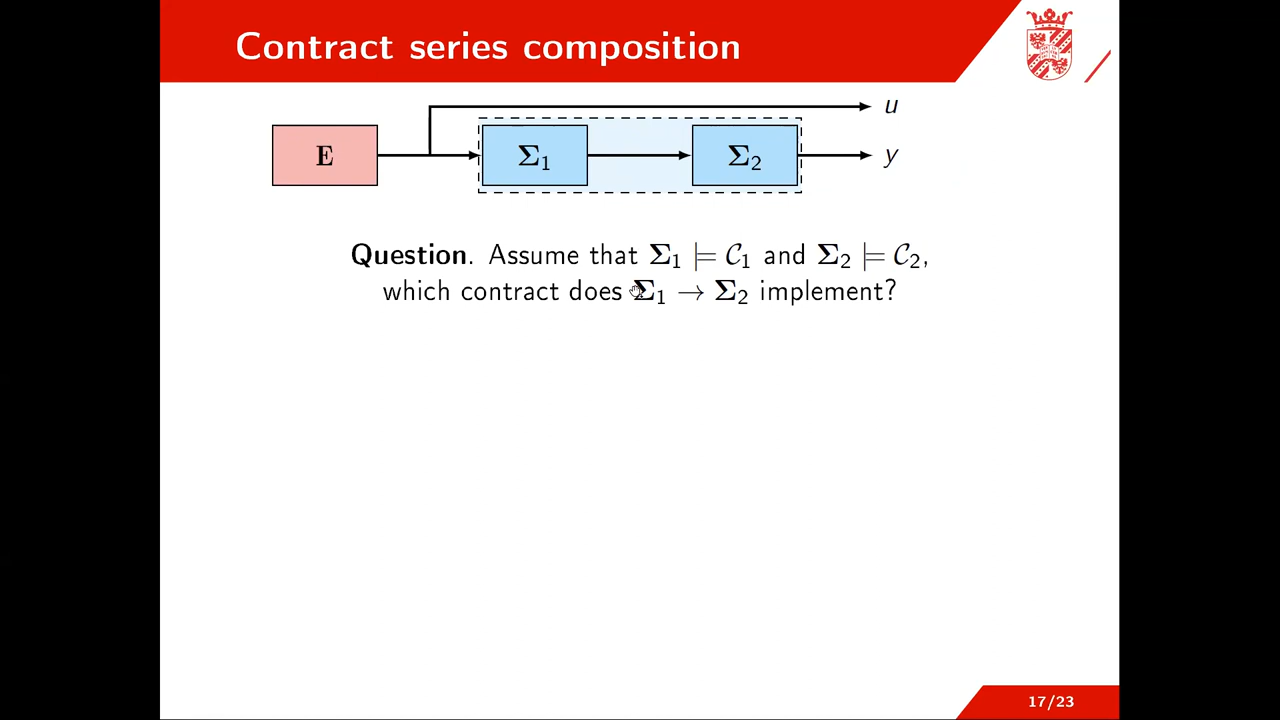 Contract series composition
u
E
Σ₁
Σ₂
y
Question. Assume that Σ₁ ⊨ 𝒞₁ and Σ₂ ⊨ 𝒞₂,
which contract does Σ₁ → Σ₂ implement?
17/23